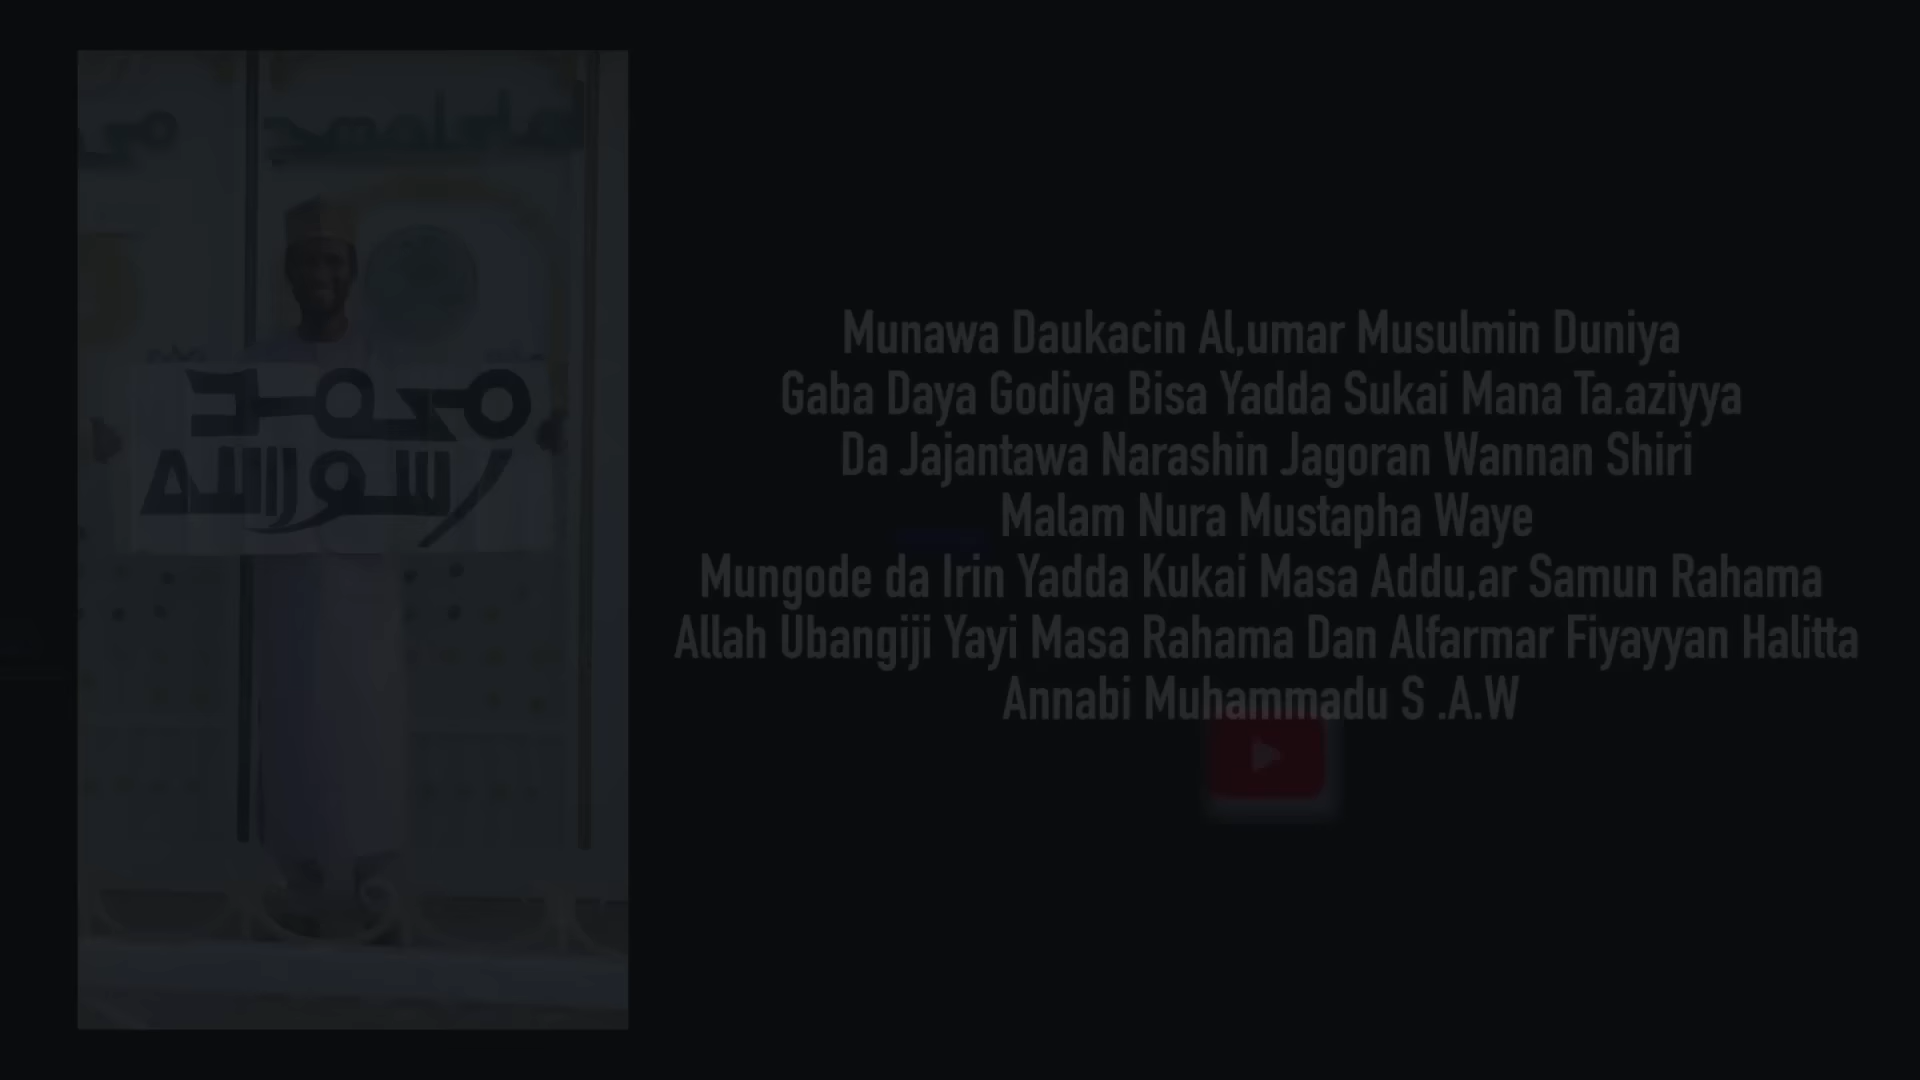 محمد
رسول الله
Munawa Daukacin Al,umar Musulmin Duniya
Gaba Daya Godiya Bisa Yadda Sukai Mana Ta.aziyya
Da Jajantawa Narashin Jagoran Wannan Shiri
Malam Nura Mustapha Waye
Mungode da Irin Yadda Kukai Masa Addu,ar Samun Rahama
Allah Ubangiji Yayi Masa Rahama Dan Alfarmar Fiyayyan Halitta
Annabi Muhammadu S .A.W